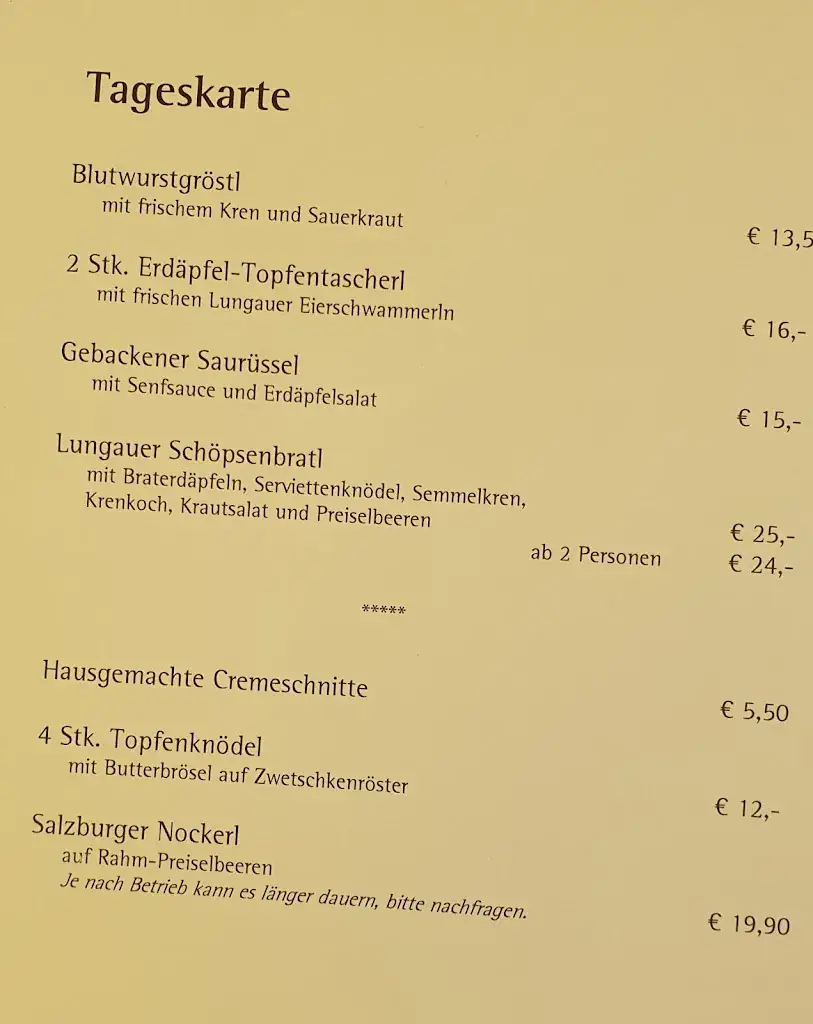 Tageskarte
Blutwurstgröstl
mit frischem Kren und Sauerkraut
€ 13,5
2 Stk. Erdäpfel-Topfentascherl
mit frischen Lungauer Eierschwammerln
€ 16,-
Gebackener Saurüssel
mit Senfsauce und Erdäpfelsalat
€ 15,-
Lungauer Schöpsenbratl
mit Braterdäpfeln, Serviettenknödel, Semmelkren,
Krenkoch, Krautsalat und Preiselbeeren
€ 25,-
ab 2 Personen € 24,-
*****
Hausgemachte Cremeschnitte
€ 5,50
4 Stk. Topfenknödel
mit Butterbrösel auf Zwetschkenröster
€ 12,-
Salzburger Nockerl
auf Rahm-Preiselbeeren
Je nach Betrieb kann es länger dauern, bitte nachfragen.
€ 19,90